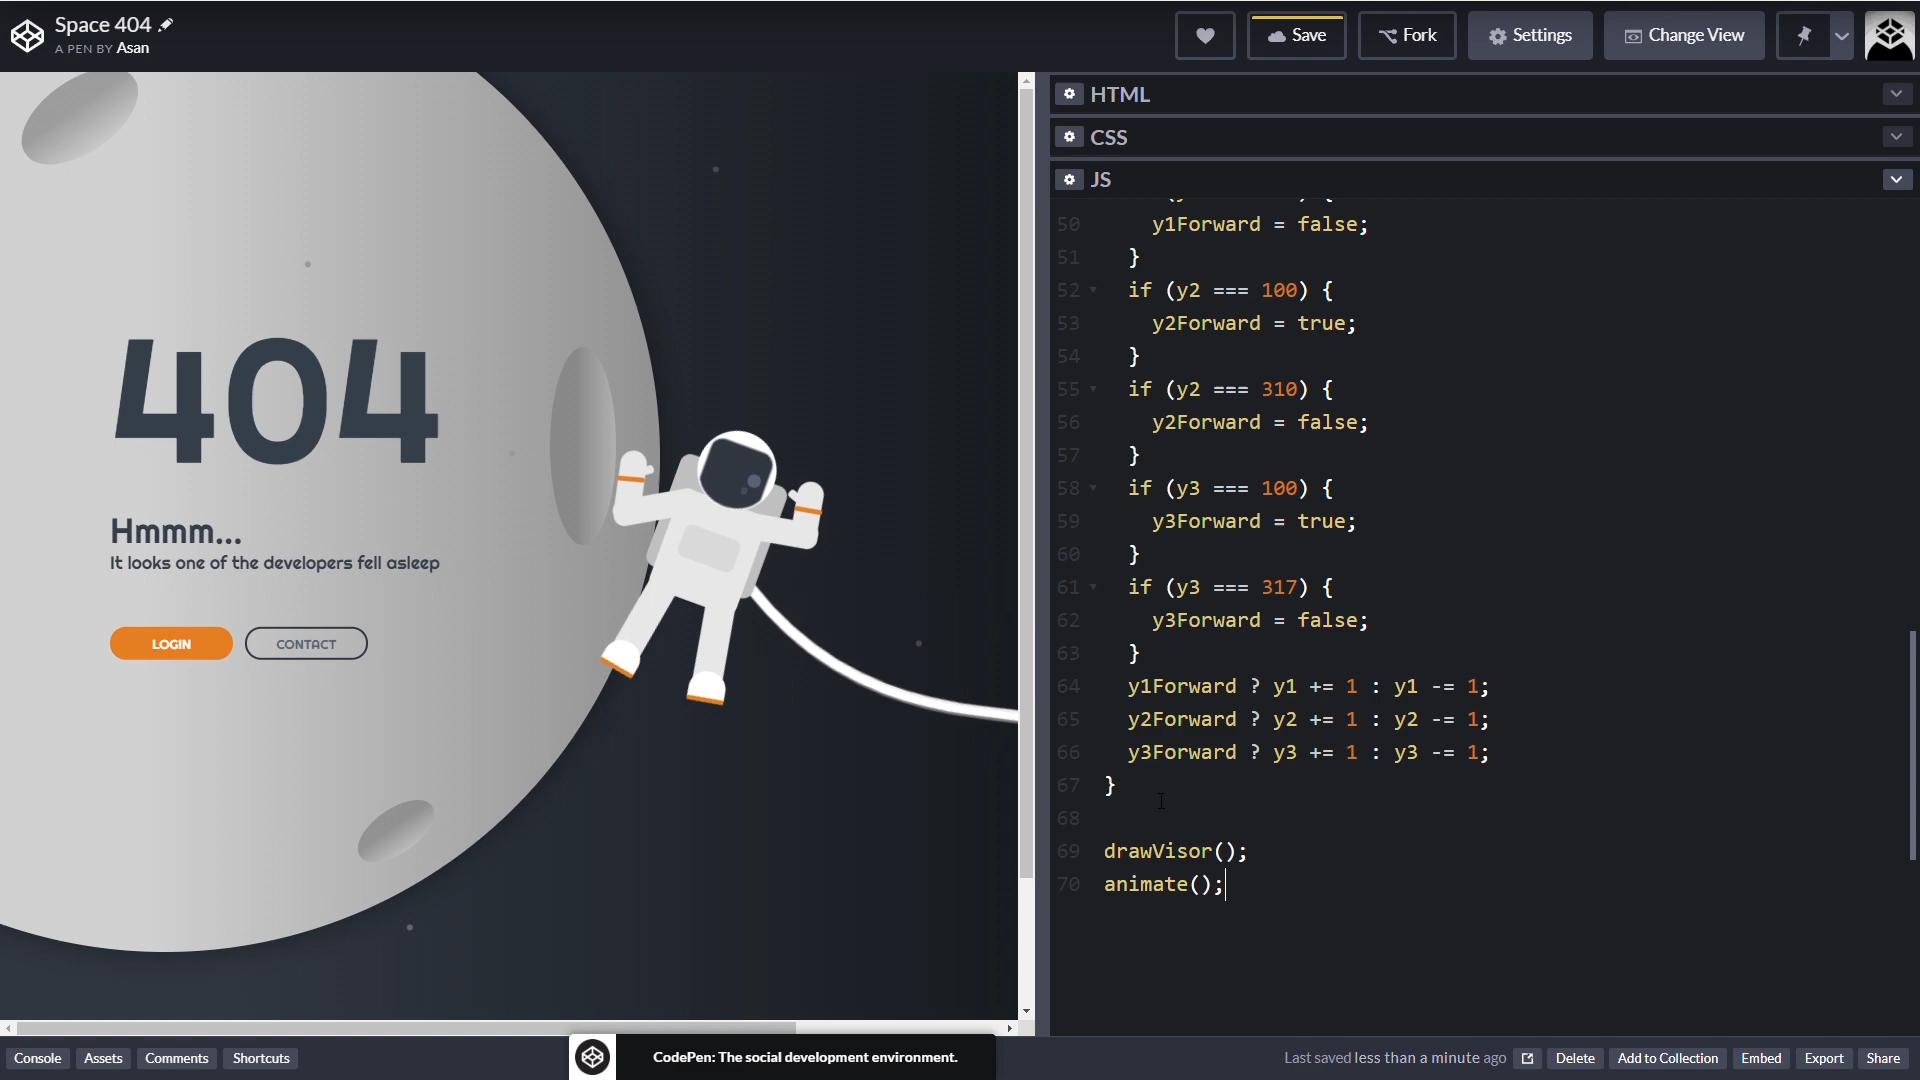 Space 404
A PEN BY Asan
Save
Fork
Settings
Change View
404
Hmmm...
It looks one of the developers fell asleep
LOGIN
CONTACT
HTML
CSS
JS
50 y1Forward = false;
51 }
52 if (y2 === 100) {
53 y2Forward = true;
54 }
55 if (y2 === 310) {
56 y2Forward = false;
57 }
58 if (y3 === 100) {
59 y3Forward = true;
60 }
61 if (y3 === 317) {
62 y3Forward = false;
63 }
64 y1Forward ? y1 += 1 : y1 -= 1;
65 y2Forward ? y2 += 1 : y2 -= 1;
66 y3Forward ? y3 += 1 : y3 -= 1;
67 }
68
69 drawVisor();
70 animate();
Console
Assets
Comments
Shortcuts
CodePen: The social development environment.
Last saved less than a minute ago
Delete
Add to Collection
Embed
Export
Share